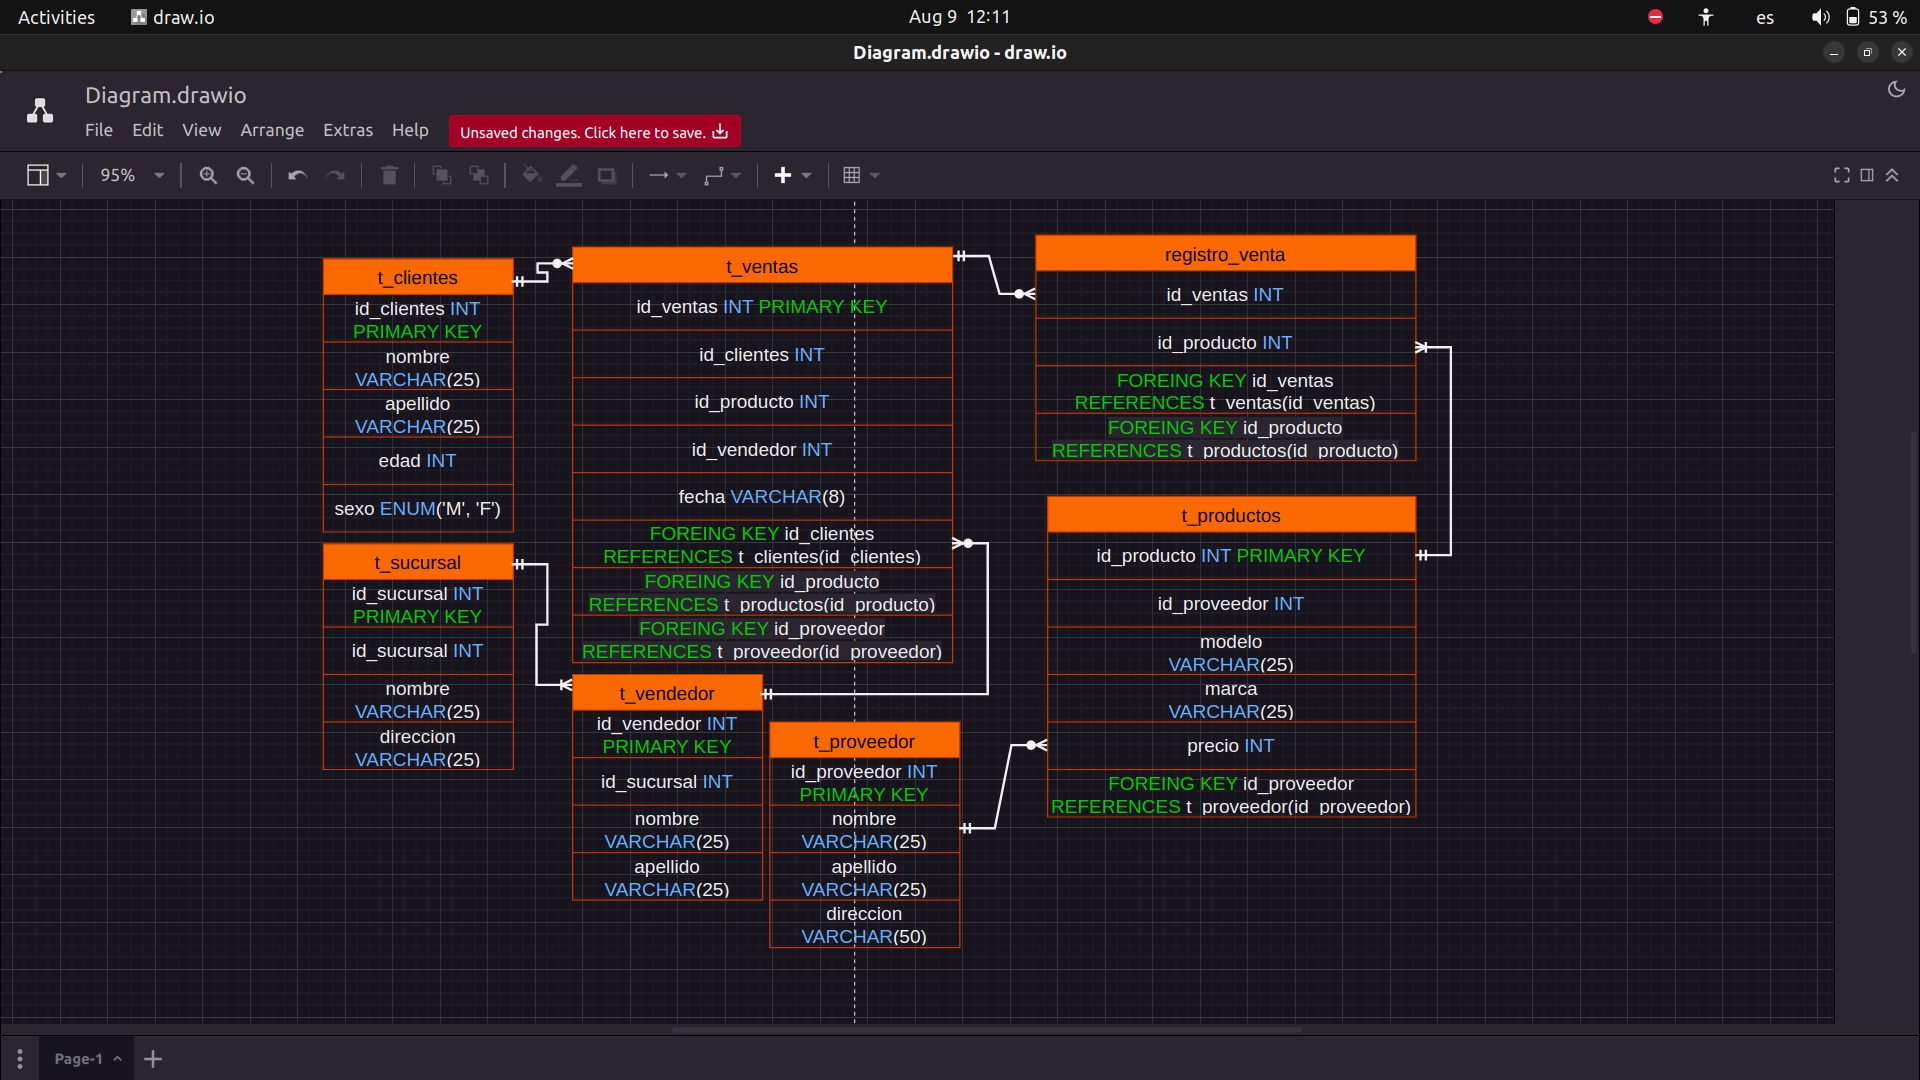 Activities
draw.io
Aug 9 12:11
es
53 %
Diagram.drawio - draw.io
Diagram.drawio
File Edit View Arrange Extras Help
Unsaved changes. Click here to save.
95%
t_clientes
id_clientes INT
PRIMARY KEY
nombre
VARCHAR(25)
apellido
VARCHAR(25)
edad INT
sexo ENUM('M', 'F')
t_sucursal
id_sucursal INT
PRIMARY KEY
id_sucursal INT
nombre
VARCHAR(25)
direccion
VARCHAR(25)
t_ventas
id_ventas INT PRIMARY KEY
id_clientes INT
id_producto INT
id_vendedor INT
fecha VARCHAR(8)
FOREING KEY id_clientes
REFERENCES t_clientes(id_clientes)
FOREING KEY id_producto
REFERENCES t_productos(id_producto)
FOREING KEY id_proveedor
REFERENCES t_proveedor(id_proveedor)
t_vendedor
id_vendedor INT
PRIMARY KEY
id_sucursal INT
nombre
VARCHAR(25)
apellido
VARCHAR(25)
t_proveedor
id_proveedor INT
PRIMARY KEY
nombre
VARCHAR(25)
apellido
VARCHAR(25)
direccion
VARCHAR(50)
registro_venta
id_ventas INT
id_producto INT
FOREING KEY id_ventas
REFERENCES t_ventas(id_ventas)
FOREING KEY id_producto
REFERENCES t_productos(id_producto)
t_productos
id_producto INT PRIMARY KEY
id_proveedor INT
modelo
VARCHAR(25)
marca
VARCHAR(25)
precio INT
FOREING KEY id_proveedor
REFERENCES t_proveedor(id_proveedor)
Page-1